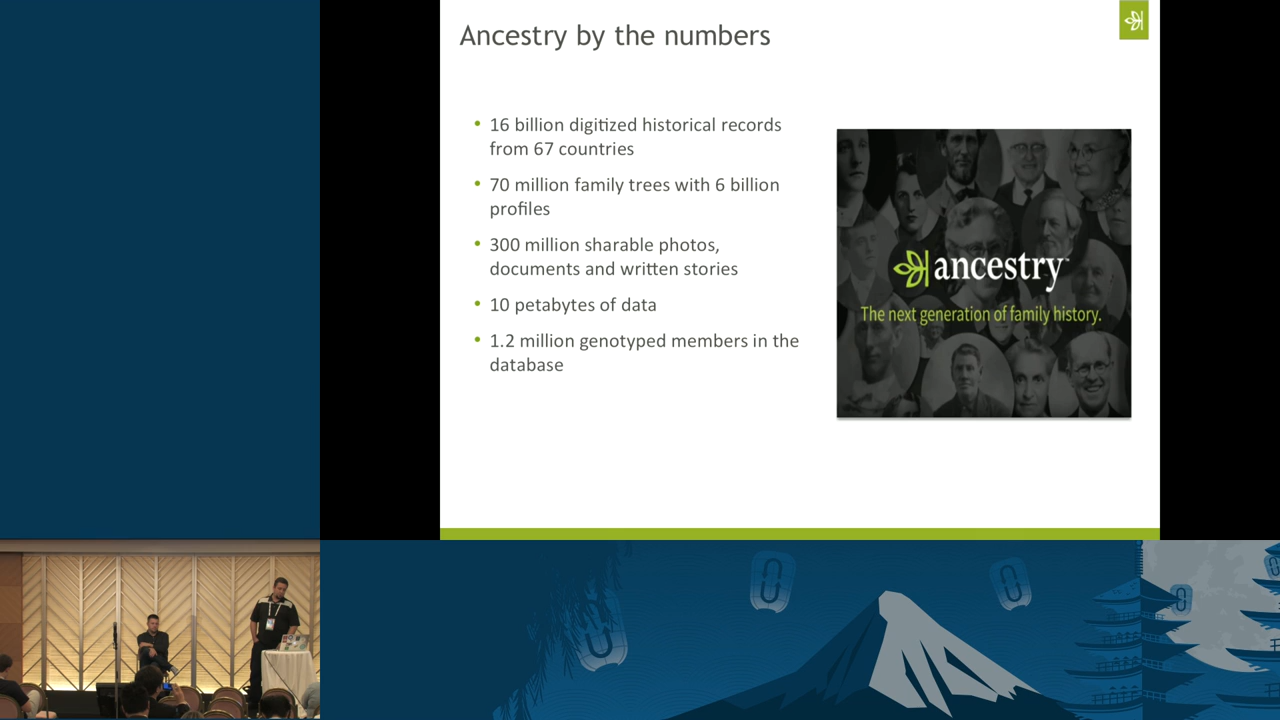 Ancestry by the numbers
• 16 billion digitized historical records
from 67 countries
• 70 million family trees with 6 billion
profiles
• 300 million sharable photos,
documents and written stories
• 10 petabytes of data
• 1.2 million genotyped members in the
database
ancestry™
The next generation of family history.